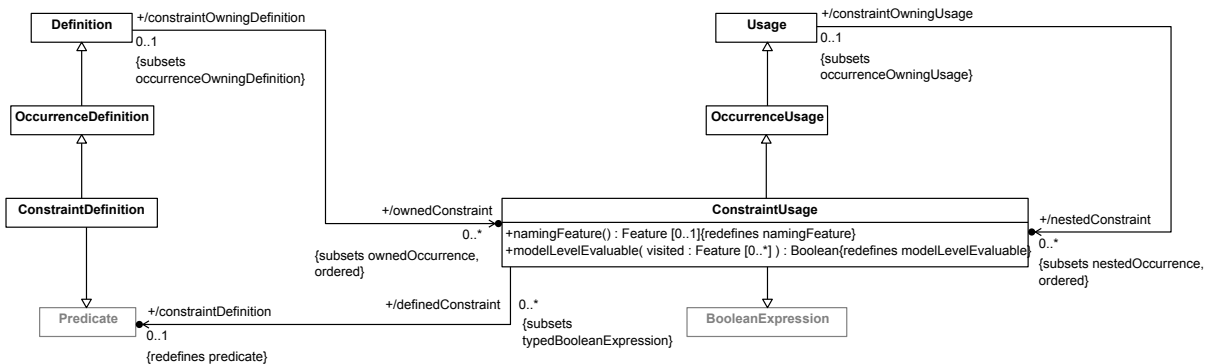 +/constraintOwningDefinition
Definition
0..1
{subsets
occurrenceOwningDefinition}
+/constraintOwningUsage
Usage
0..1
{subsets
occurrenceOwningUsage}
OccurrenceDefinition
OccurrenceUsage
ConstraintDefinition
+/ownedConstraint
0..*
{subsets ownedOccurrence,
ordered}
ConstraintUsage
+namingFeature() : Feature [0..1]{redefines namingFeature}
+modelLevelEvaluable( visited : Feature [0..*] ) : Boolean{redefines modelLevelEvaluable}
+/nestedConstraint
0..*
{subsets nestedOccurrence,
ordered}
Predicate
+/constraintDefinition
0..1
{redefines predicate}
+/definedConstraint
0..*
{subsets
typedBooleanExpression}
BooleanExpression